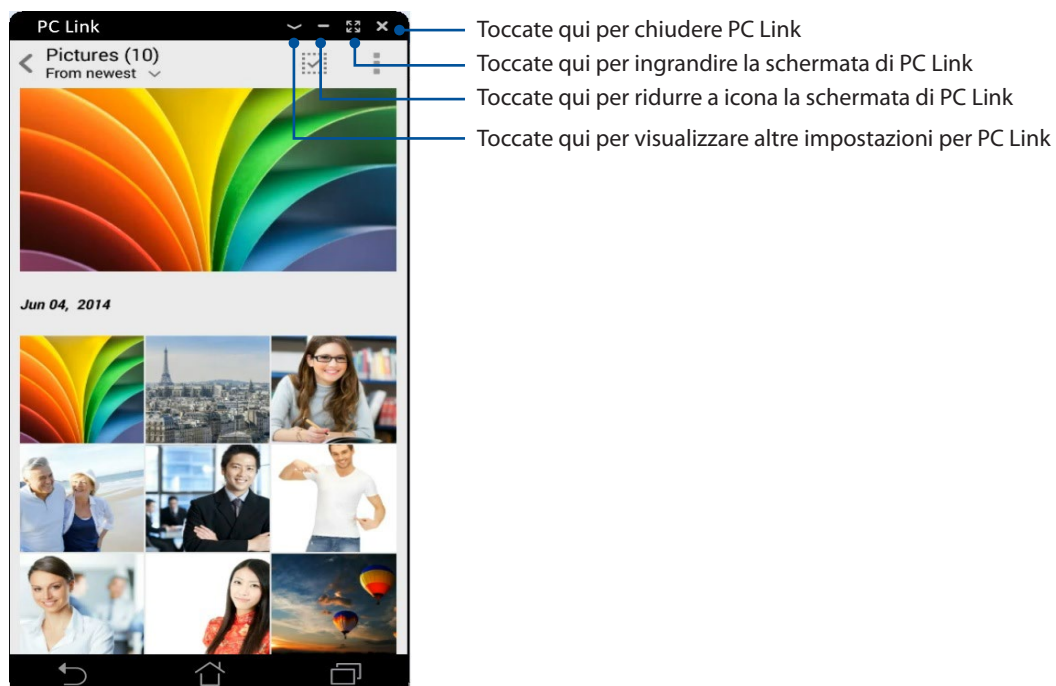 PC Link
Pictures (10)
From newest
Jun 04, 2014
Toccate qui per chiudere PC Link
Toccate qui per ingrandire la schermata di PC Link
Toccate qui per ridurre a icona la schermata di PC Link
Toccate qui per visualizzare altre impostazioni per PC Link